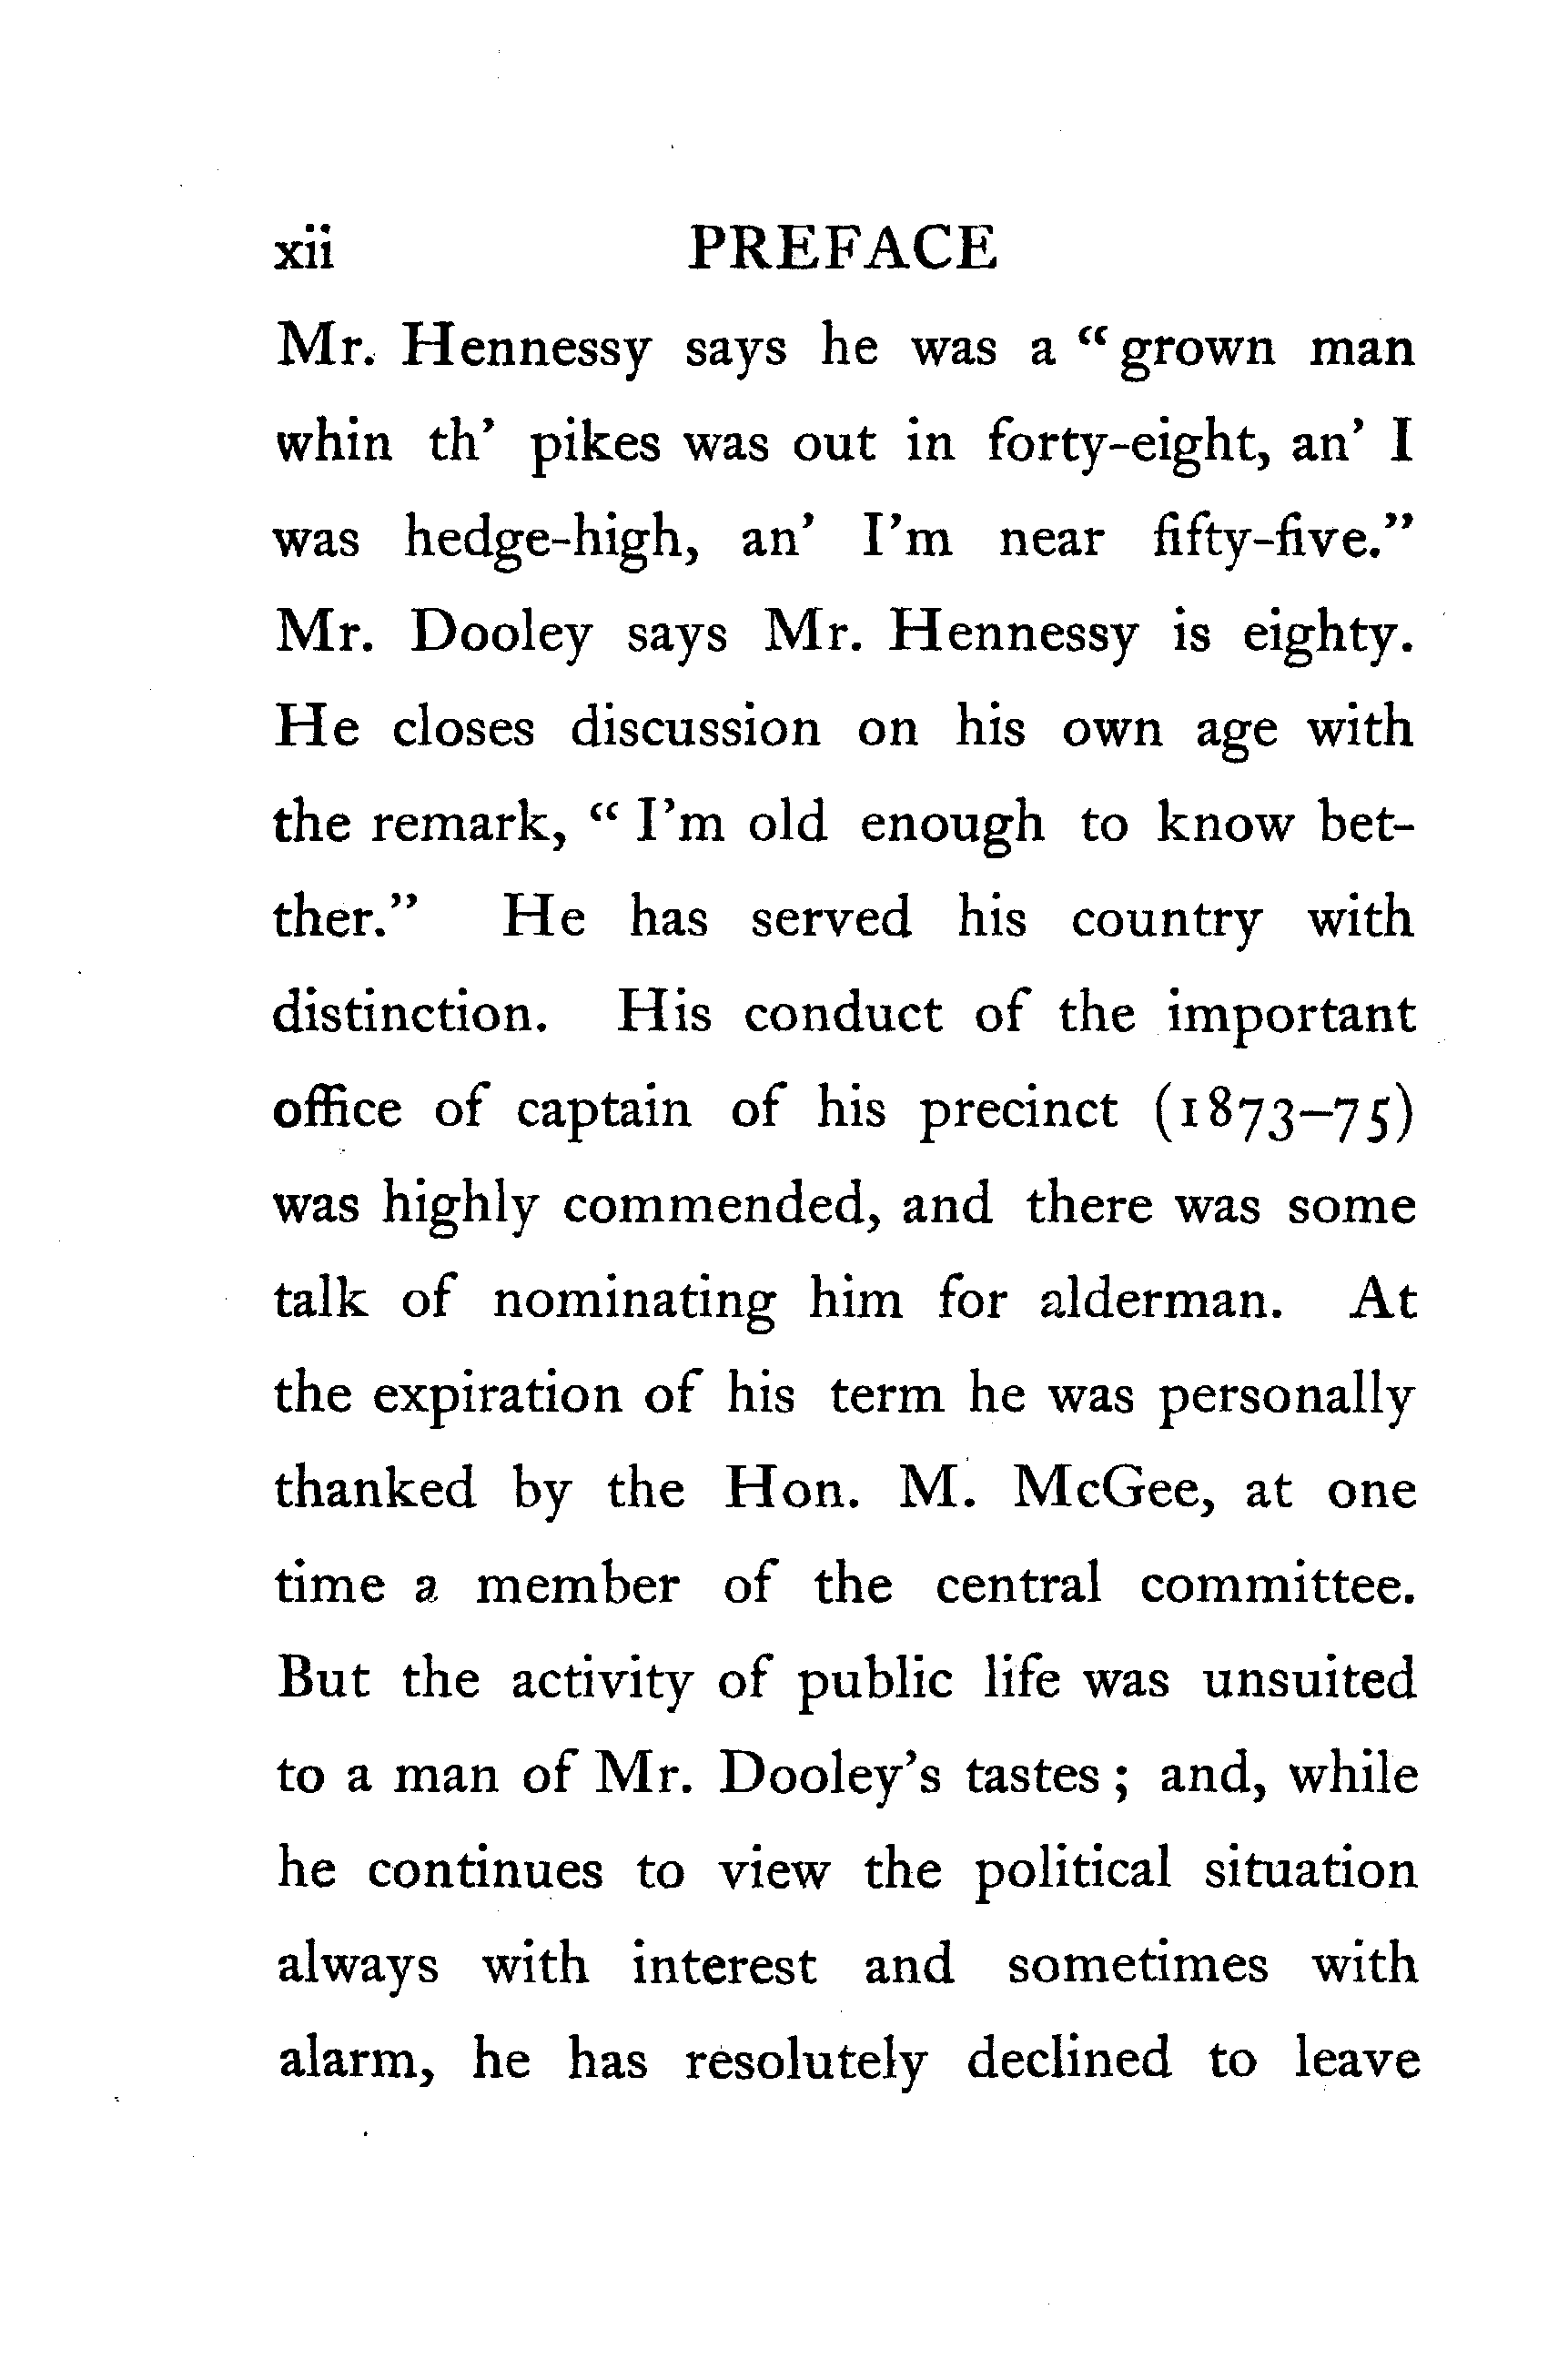 xii PREFACE
Mr. Hennessy says he was a “grown man
whin th’ pikes was out in forty-eight, an’ I
was hedge-high, an’ I’m near fifty-five.”
Mr. Dooley says Mr. Hennessy is eighty.
He closes discussion on his own age with
the remark, “I’m old enough to know bet-
ther.” He has served his country with
distinction. His conduct of the important
office of captain of his precinct (1873–75)
was highly commended, and there was some
talk of nominating him for alderman. At
the expiration of his term he was personally
thanked by the Hon. M. McGee, at one
time a member of the central committee.
But the activity of public life was unsuited
to a man of Mr. Dooley’s tastes; and, while
he continues to view the political situation
always with interest and sometimes with
alarm, he has resolutely declined to leave